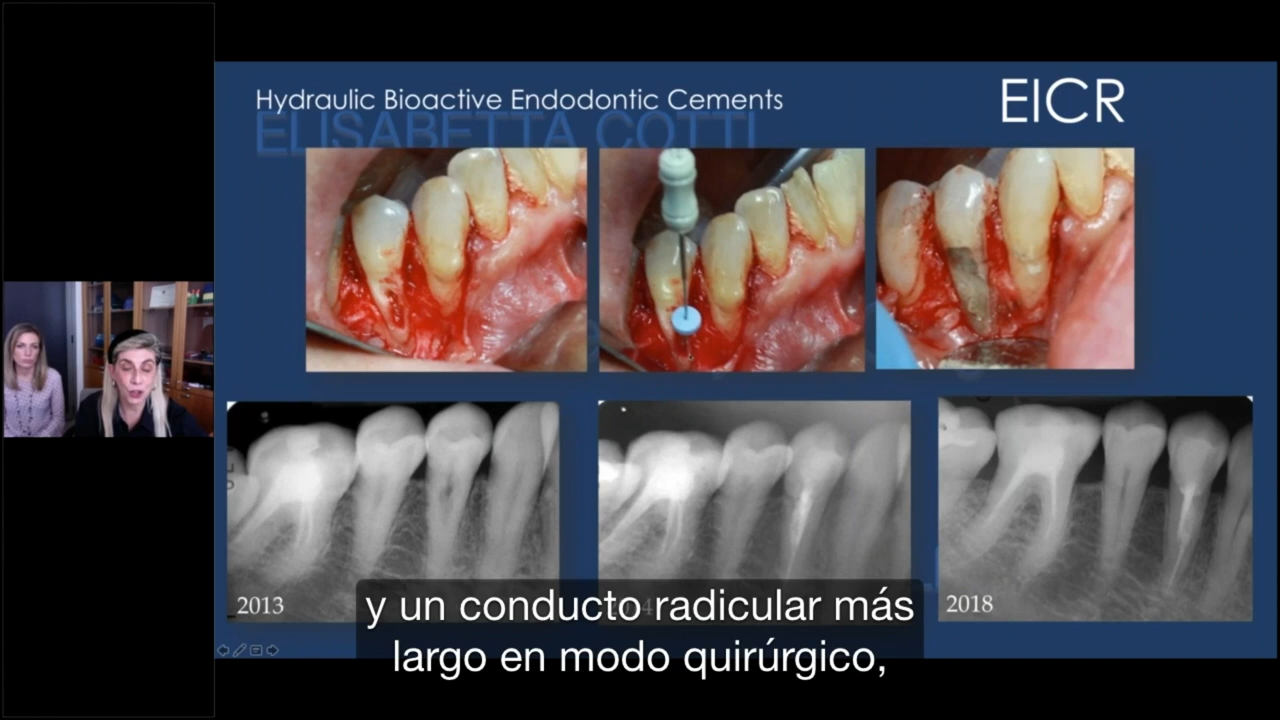 Hydraulic Bioactive Endodontic Cements
EICR
ELISABETTA COTTI
2013
2018
y un conducto radicular más
largo en modo quirúrgico,